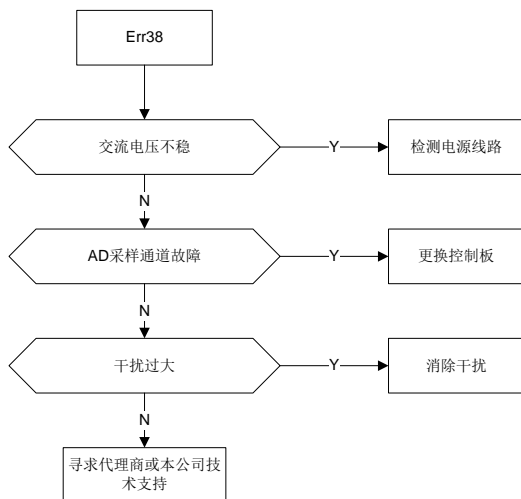 Err38
交流电压不稳
Y
检测电源线路
N
AD采样通道故障
Y
更换控制板
N
干扰过大
Y
消除干扰
N
寻求代理商或本公司技
术支持